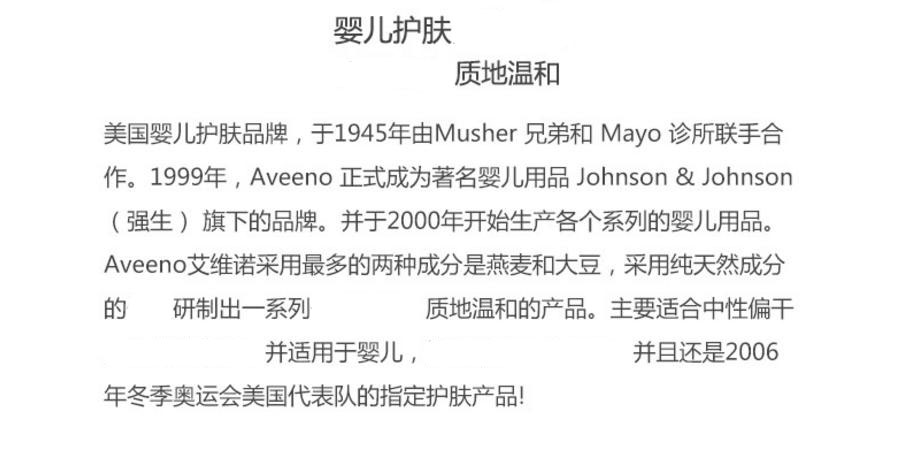 婴儿护肤
质地温和
美国婴儿护肤品牌，于1945年由Musher 兄弟和 Mayo 诊所联手合
作。1999年，Aveeno 正式成为著名婴儿用品 Johnson & Johnson
（强生） 旗下的品牌。并于2000年开始生产各个系列的婴儿用品。
Aveeno艾维诺采用最多的两种成分是燕麦和大豆，采用纯天然成分
的 研制出一系列 质地温和的产品。主要适合中性偏干
并适用于婴儿， 并且还是2006
年冬季奥运会美国代表队的指定护肤产品!